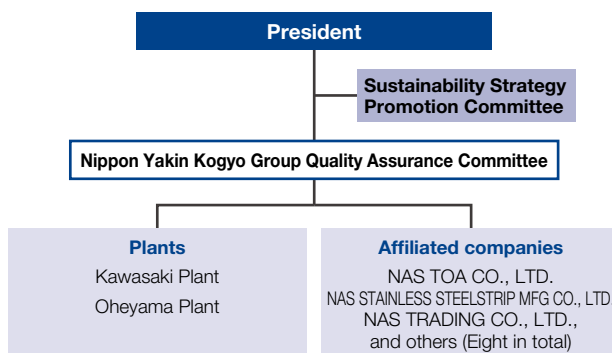 President
Sustainability Strategy
Promotion Committee
Nippon Yakin Kogyo Group Quality Assurance Committee
Plants
Kawasaki Plant
Oheyama Plant
Affiliated companies
NAS TOA CO., LTD.
NAS STAINLESS STEELSTRIP MFG CO., LTD
NAS TRADING CO., LTD.,
and others (Eight in total)